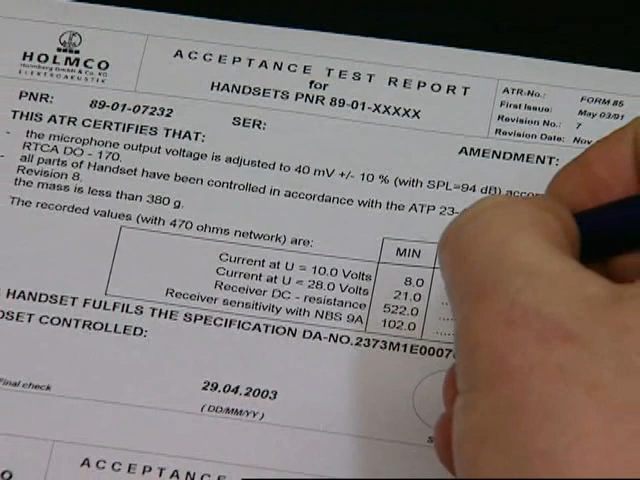 HOLMCO
Holmberg GmbH & Co. KG
ELEKTROAKUSTIK
ACCEPTANCE TEST REPORT
for
HANDSETS PNR 89-01-XXXXX
ATR-No.: FORM 85
First Issue: May 03/01
Revision No.: 7
Revision Date: Nov
PNR: 89-01-07232 SER:
AMENDMENT:
THIS ATR CERTIFIES THAT:
- the microphone output voltage is adjusted to 40 mV +/- 10 % (with SPL=94 dB)
RTCA DO - 170.
- all parts of Handset have been controlled in accordance with the ATP 23-
Revision 8.
the mass is less than 380 g.
The recorded values (with 470 ohms network) are:
MIN
Current at U = 10.0 Volts 8.0
Current at U = 28.0 Volts 21.0
Receiver DC - resistance 522.0
Receiver sensitivity with NBS 9A 102.0
HANDSET FULFILS THE SPECIFICATION DA-NO.2373M1E0007
CONTROLLED:
final check
29.04.2003
(DD/MM/YY)
ACCEPTANCE